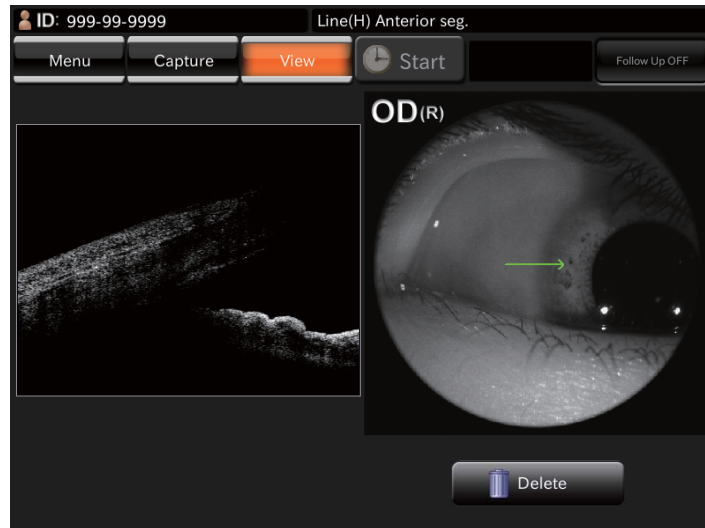 ID: 999-99-9999
Line(H) Anterior seg.
Menu
Capture
View
Start
Follow Up OFF
OD(R)
Delete